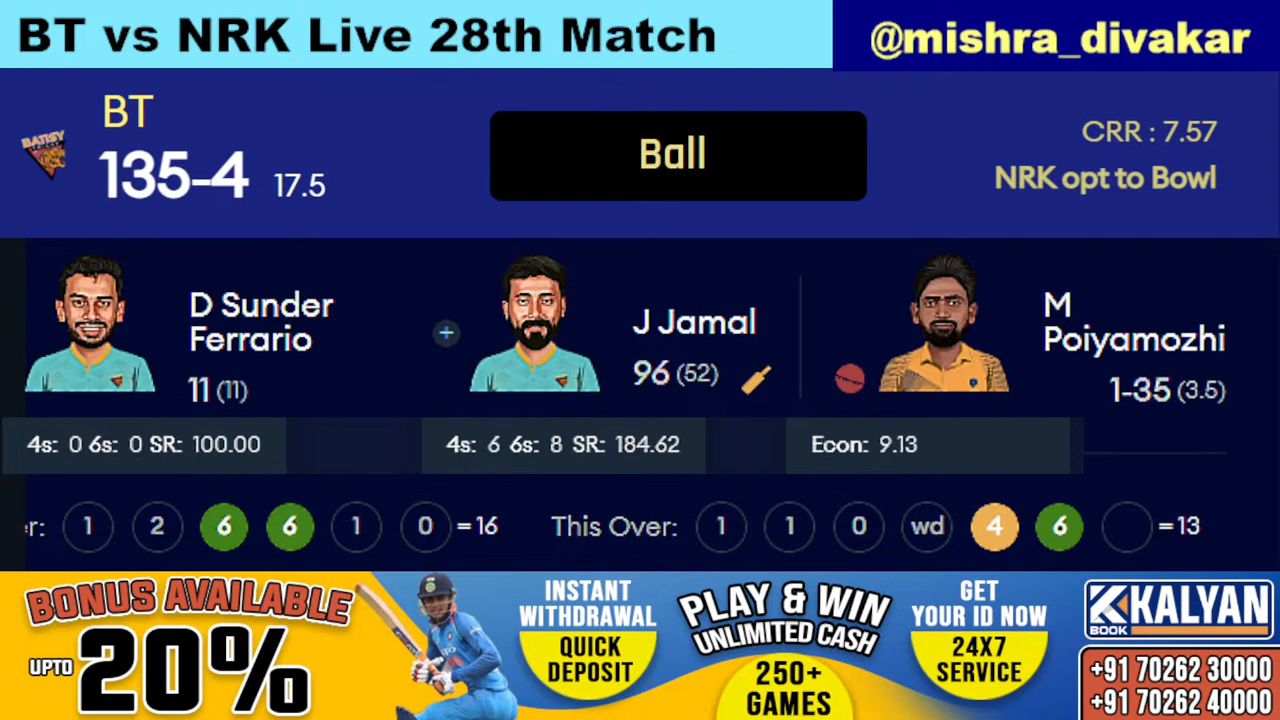 BT vs NRK Live 28th Match
@mishra_divakar
BATISY
BT
135-4 17.5
Ball
CRR : 7.57
NRK opt to Bowl
D Sunder
Ferrario
11 (11)
J Jamal
96 (52)
M
Poiyamozhi
1-35 (3.5)
4s: 0 6s: 0 SR: 100.00
4s: 6 6s: 8 SR: 184.62
Econ: 9.13
er: 1 2 6 6 1 0 = 16
This Over: 1 1 0 wd 4 6 = 13
BONUS AVAILABLE
UPTO 20%
INSTANT
WITHDRAWAL
QUICK
DEPOSIT
PLAY & WIN
UNLIMITED CASH
250+
GAMES
GET
YOUR ID NOW
24X7
SERVICE
KALYAN
BOOK
+91 70262 30000
+91 70262 40000